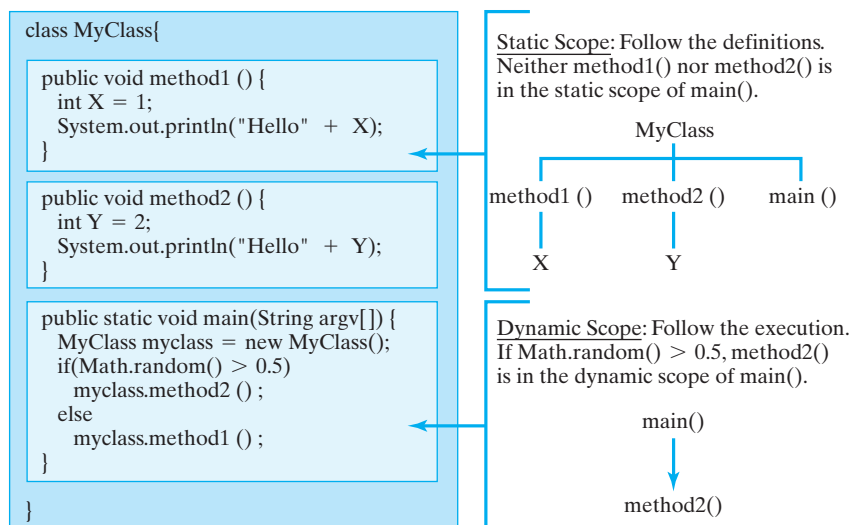 class MyClass{
public void method1 () {
int X = 1;
System.out.println("Hello" + X);
}
public void method2 () {
int Y = 2;
System.out.println("Hello" + Y);
}
public static void main(String argv[]) {
MyClass myclass = new MyClass();
if(Math.random() > 0.5)
myclass.method2 () ;
else
myclass.method1 () ;
}
}
Static Scope: Follow the definitions.
Neither method1() nor method2() is
in the static scope of main().
MyClass
method1 () method2 () main ()
X Y
Dynamic Scope: Follow the execution.
If Math.random() > 0.5, method2()
is in the dynamic scope of main().
main()
method2()